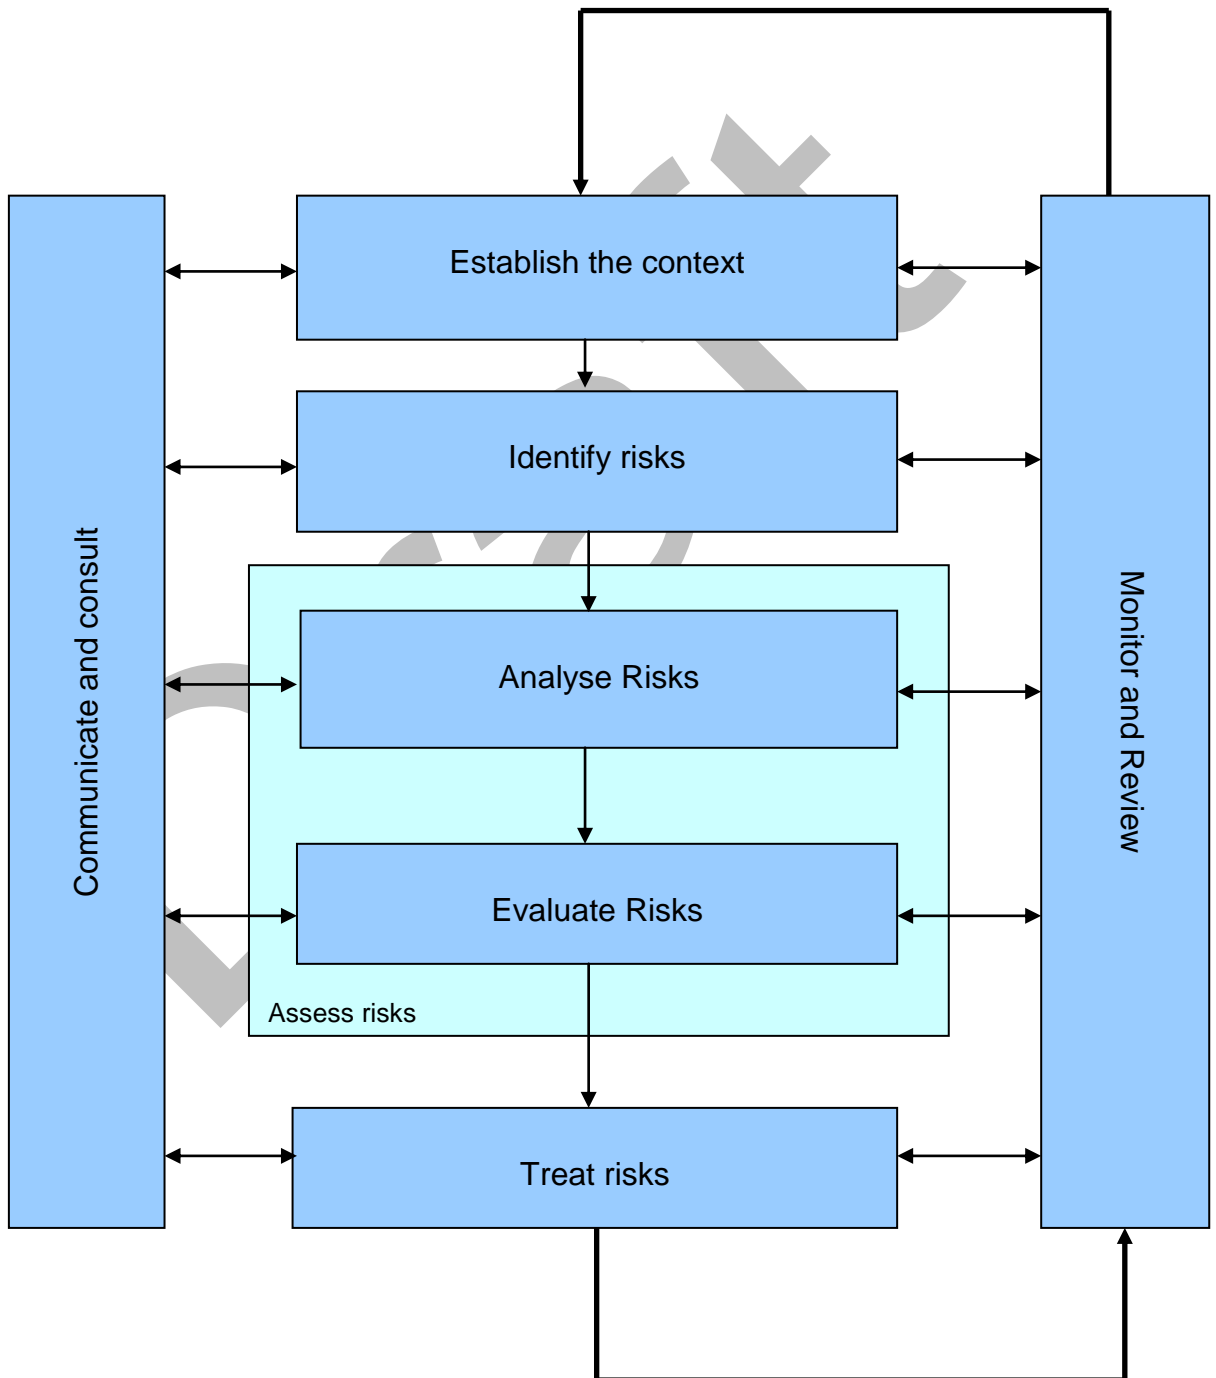 Establish the context
Identify risks
Communicate and consult
Monitor and Review
Analyse Risks
Evaluate Risks
Assess risks
Treat risks
Draft